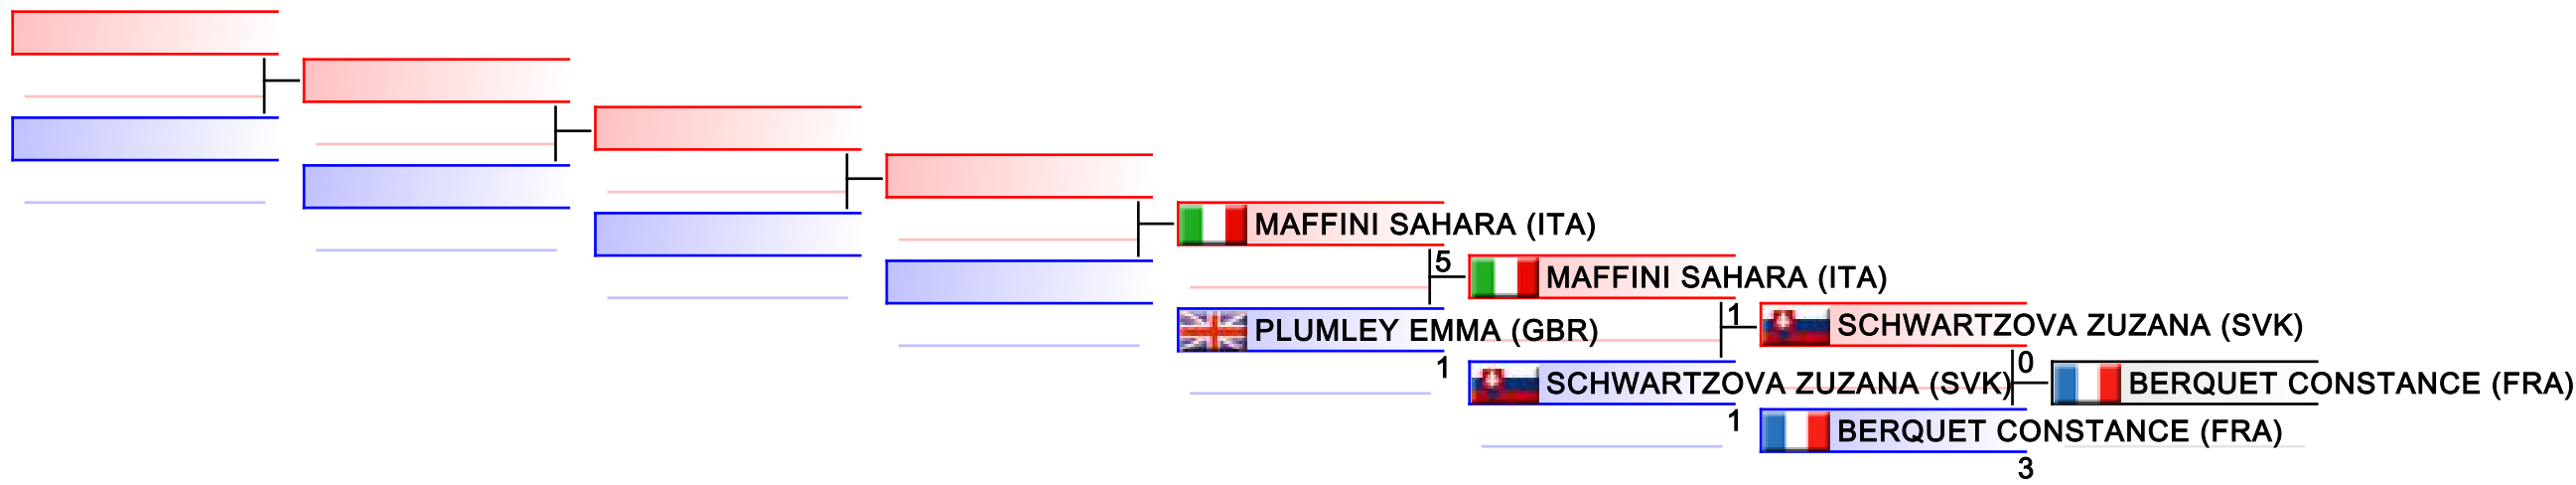 MAFFINI SAHARA (ITA)
5
MAFFINI SAHARA (ITA)
PLUMLEY EMMA (GBR)
1
1
SCHWARTZOVA ZUZANA (SVK)
SCHWARTZOVA ZUZANA (SVK)
1
0
BERQUET CONSTANCE (FRA)
BERQUET CONSTANCE (FRA)
3